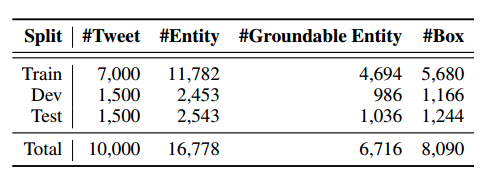 Split #Tweet #Entity #Groundable Entity #Box
Train 7,000 11,782 4,694 5,680
Dev 1,500 2,453 986 1,166
Test 1,500 2,543 1,036 1,244
Total 10,000 16,778 6,716 8,090